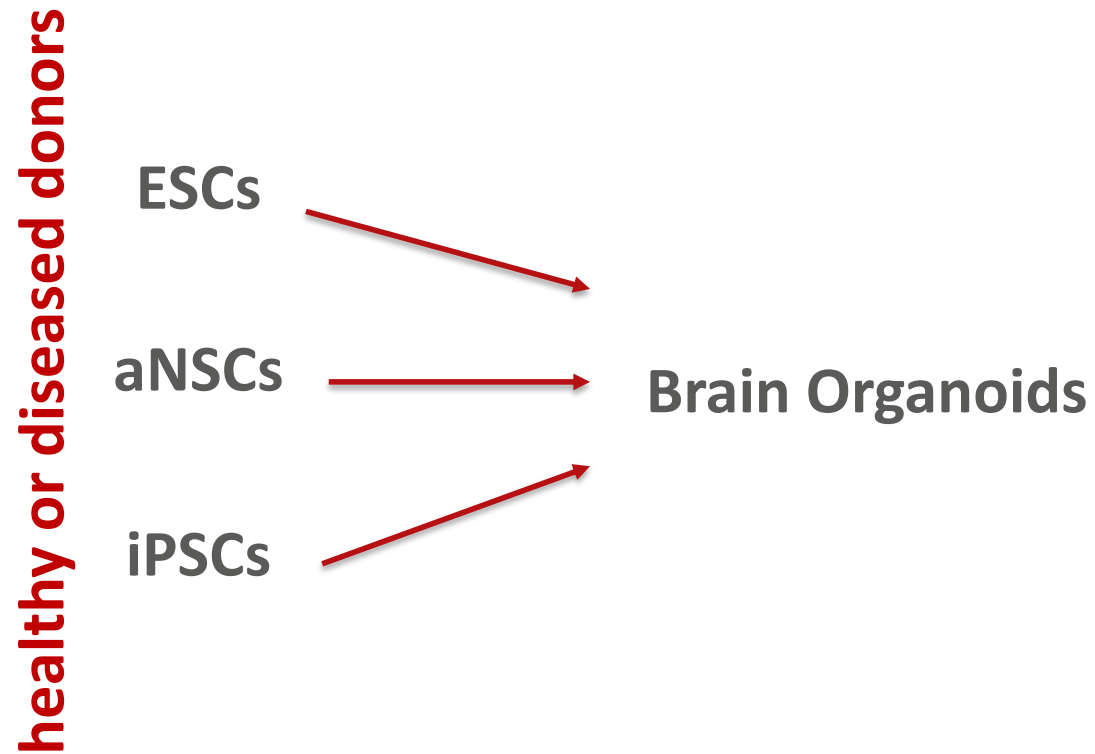 healthy or diseased donors
ESCs
aNSCs
iPSCs
Brain Organoids